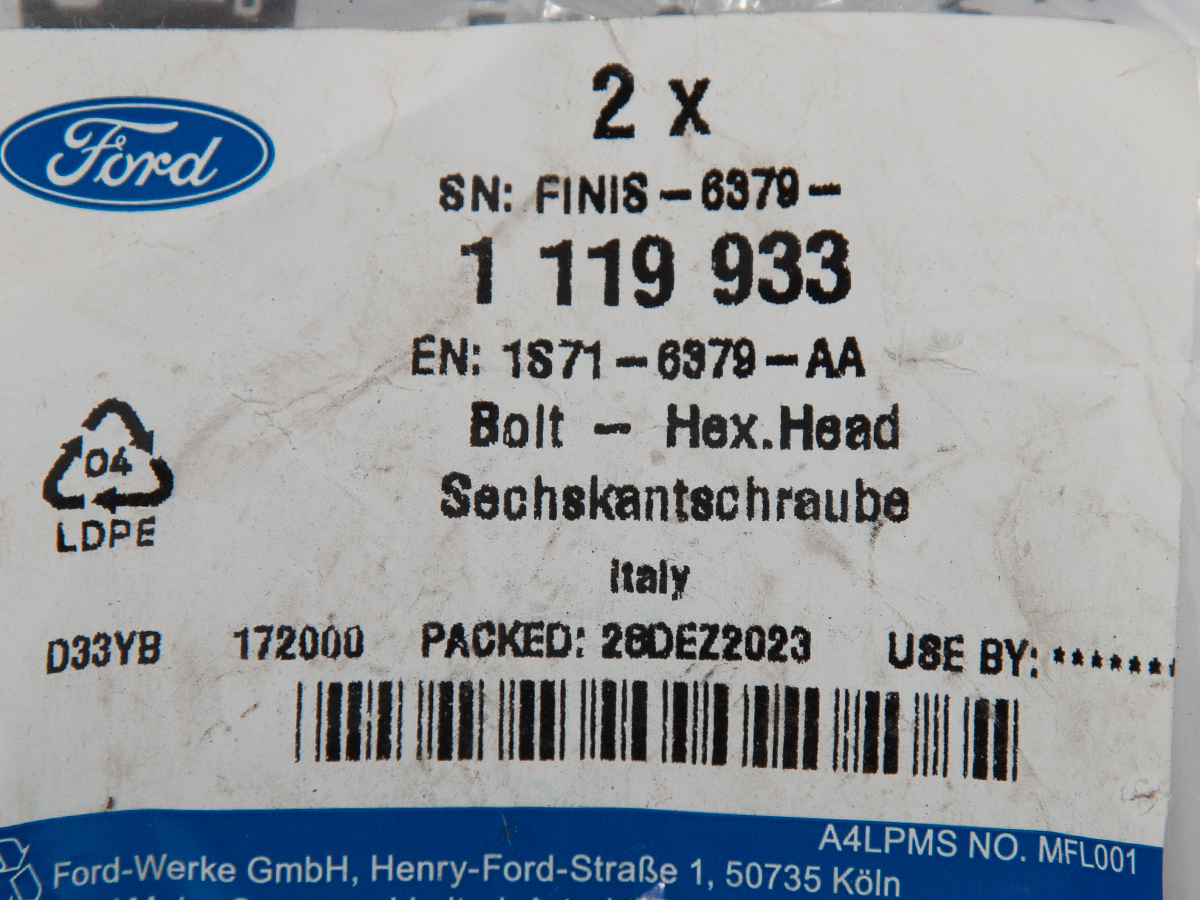 Ford
2 x
SN: FINIS-6379-
1 119 933
EN: 1S71-6379-AA
Bolt - Hex.Head
Sechskantschraube
04
LDPE
Italy
D33YB 172000 PACKED: 26DEZ2023 USE BY: *******
A4LPMS NO. MFL001
Ford-Werke GmbH, Henry-Ford-Straße 1, 50735 Köln